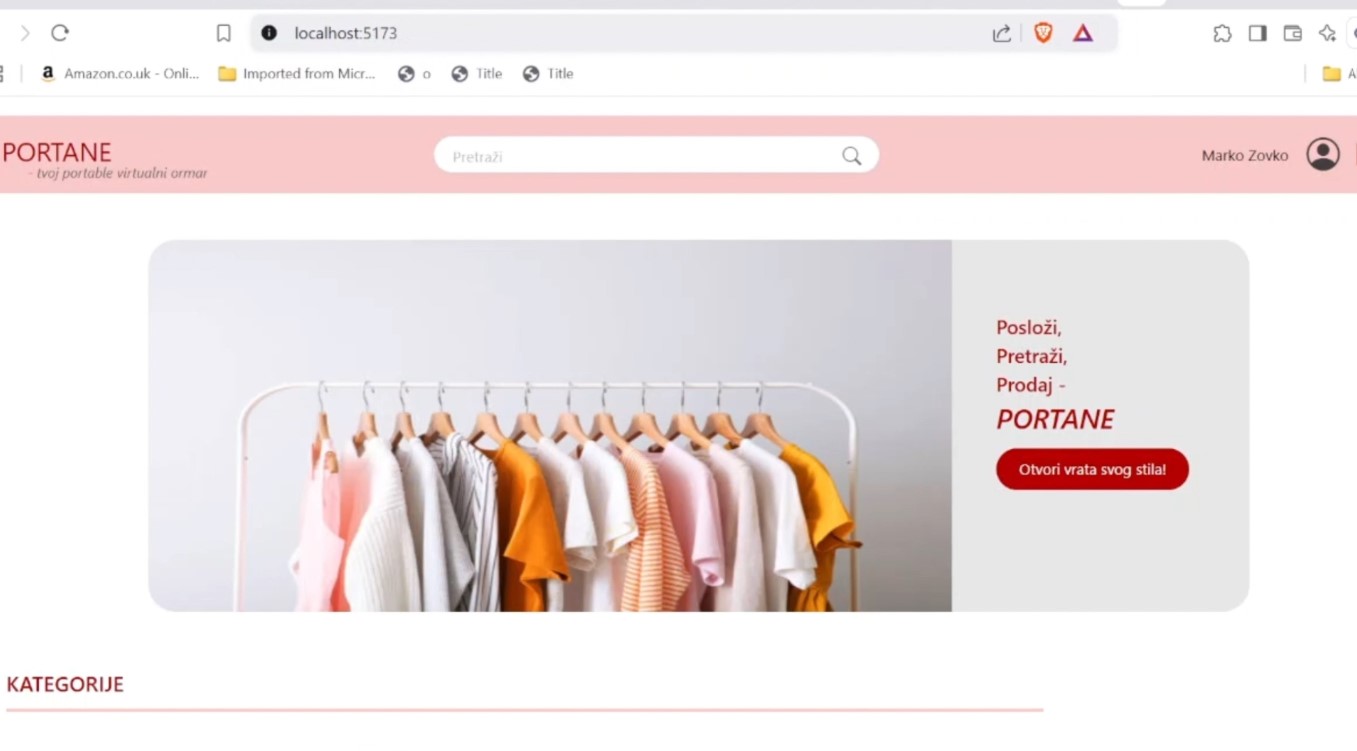 localhost:5173
Amazon.co.uk - Onli...
Imported from Micr...
o
Title
Title
PORTANE
- tvoj portable virtualni ormar
Pretraži
Marko Zovko
Posloži,
Pretraži,
Prodaj -
PORTANE
Otvori vrata svog stila!
KATEGORIJE